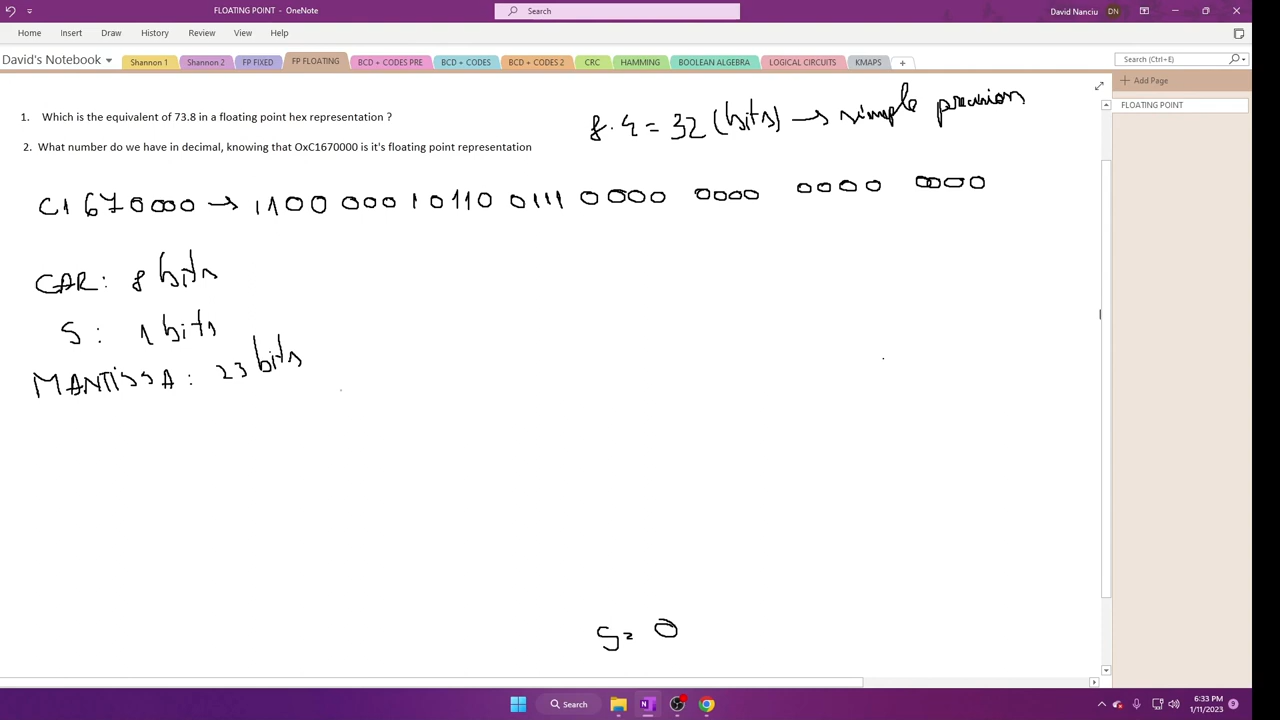 FLOATING POINT - OneNote
Search
David Nanciu DN
Home Insert Draw History Review View Help
David's Notebook Shannon 1 Shannon 2 FP FIXED FP FLOATING BCD + CODES PRE BCD + CODES BCD + CODES 2 CRC HAMMING BOOLEAN ALGEBRA LOGICAL CIRCUITS KMAPS +
Search (Ctrl+E)
Add Page
FLOATING POINT
1. Which is the equivalent of 73.8 in a floating point hex representation ?
8.4 = 32 (bits) → simple precision
2. What number do we have in decimal, knowing that OxC1670000 is it's floating point representation
C1670000 → 1100 0001 0110 0111 0000 0000 0000 0000
CAR: 8 bits
S: 1 bits
MANTISSA: 23 bits
S= 0
Search
6:33 PM
1/11/2023